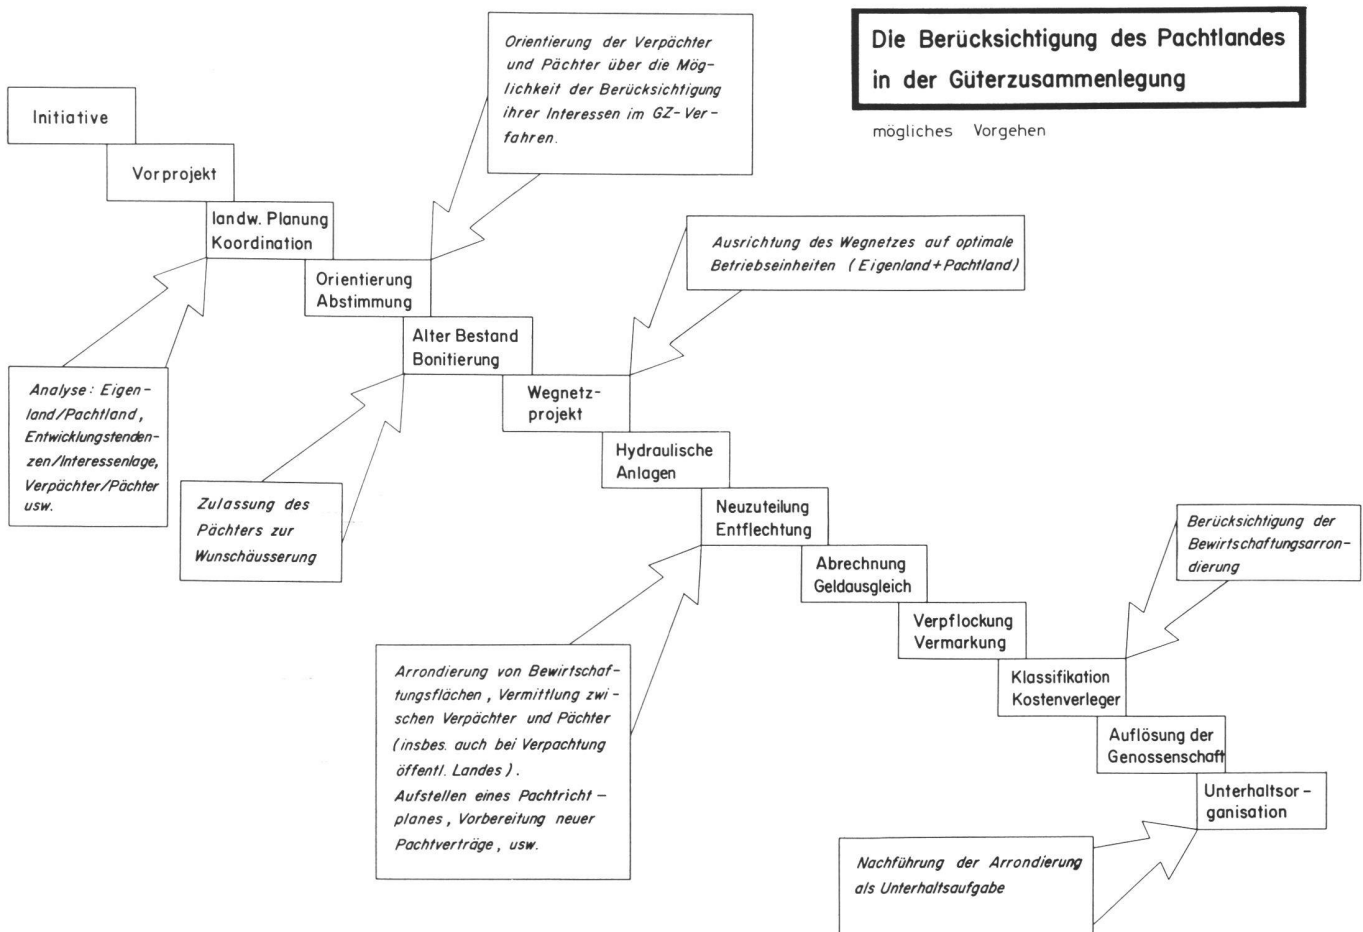 Die Berücksichtigung des Pachtlandes
in der Güterzusammenlegung
mögliches Vorgehen
Initiative
Vorprojekt
landw. Planung
Koordination
Orientierung
Abstimmung
Alter Bestand
Bonitierung
Wegnetz-
projekt
Hydraulische
Anlagen
Neuzuteilung
Entflechtung
Abrechnung
Geldausgleich
Verpflockung
Vermarkung
Klassifikation
Kostenverleger
Auflösung der
Genossenschaft
Unterhaltsor-
ganisation
Orientierung der Verpächter
und Pächter über die Mög-
lichkeit der Berücksichtigung
ihrer Interessen im GZ-Ver-
fahren.
Ausrichtung des Wegnetzes auf optimale
Betriebseinheiten (Eigenland+Pachtland)
Analyse: Eigen-
land/Pachtland,
Entwicklungstenden-
zen/Interessenlage,
Verpächter/Pächter
usw.
Zulassung des
Pächters zur
Wunschäusserung
Berücksichtigung der
Bewirtschaftungsarron-
dierung
Arrondierung von Bewirtschaf-
tungsflächen, Vermittlung zwi-
schen Verpächter und Pächter
(insbes. auch bei Verpachtung
öffentl. Landes).
Aufstellen eines Pachtricht-
planes, Vorbereitung neuer
Pachtverträge, usw.
Nachführung der Arrondierung
als Unterhaltsaufgabe